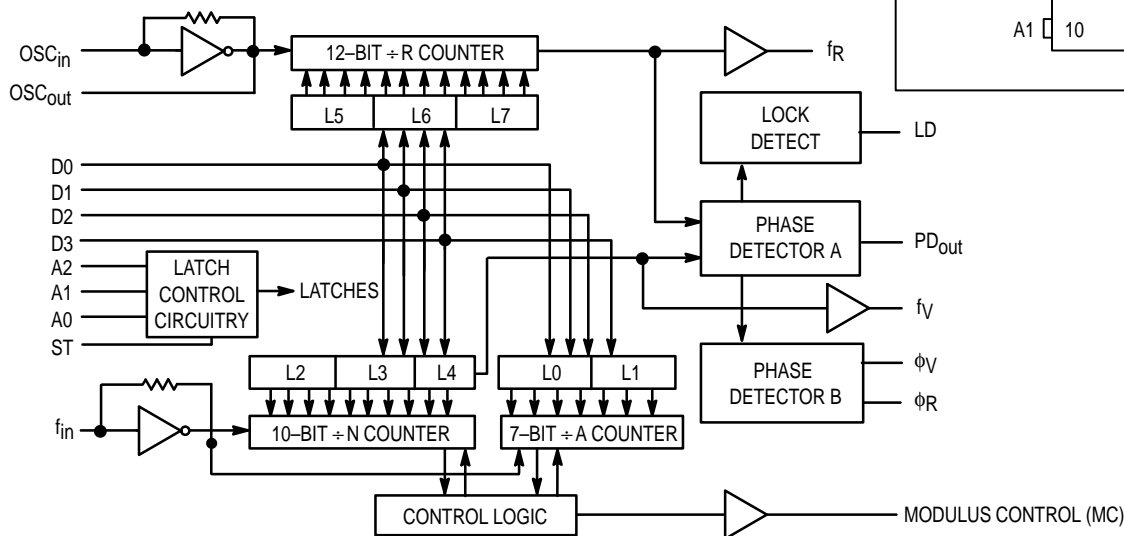 A1 10
OSCin
OSCout
12–BIT ÷ R COUNTER
fR
L5 L6 L7
LOCK DETECT
LD
D0
D1
D2
D3
PHASE DETECTOR A
PDout
A2
A1
A0
ST
LATCH CONTROL CIRCUITRY
LATCHES
fV
L2 L3 L4
L0 L1
PHASE DETECTOR B
ϕV
ϕR
fin
10–BIT ÷ N COUNTER
7–BIT ÷ A COUNTER
CONTROL LOGIC
MODULUS CONTROL (MC)